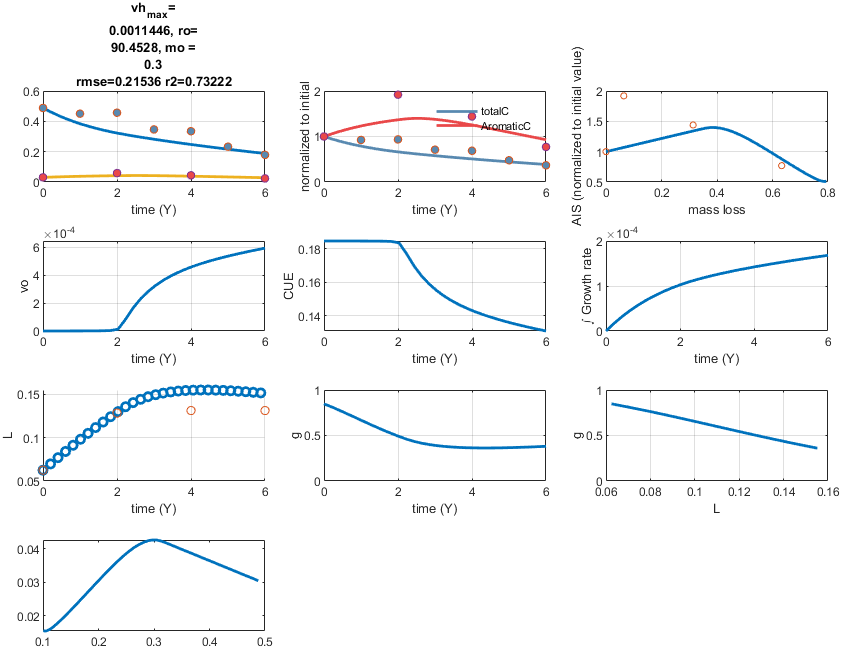 vh_max=
0.0011446, ro=
90.4528, mo =
0.3
rmse=0.21536 r2=0.73222
0.6
0.4
0.2
0
0 2 4 6
time (Y)
normalized to initial
2
1
0
totalC
AromaticC
0 2 4 6
time (Y)
AIS (normalized to initial value)
2
1.5
1
0.5
0 0.2 0.4 0.6 0.8
mass loss
×10^-4
vo
6
4
2
0
0 2 4 6
time (Y)
CUE
0.18
0.16
0.14
0 2 4 6
time (Y)
×10^-4
∫ Growth rate
2
1
0
0 2 4 6
time (Y)
L
0.15
0.1
0.05
0 2 4 6
time (Y)
g
1
0.5
0
0 2 4 6
time (Y)
g
1
0.5
0
0.06 0.08 0.1 0.12 0.14 0.16
L
0.04
0.03
0.02
0.1 0.2 0.3 0.4 0.5